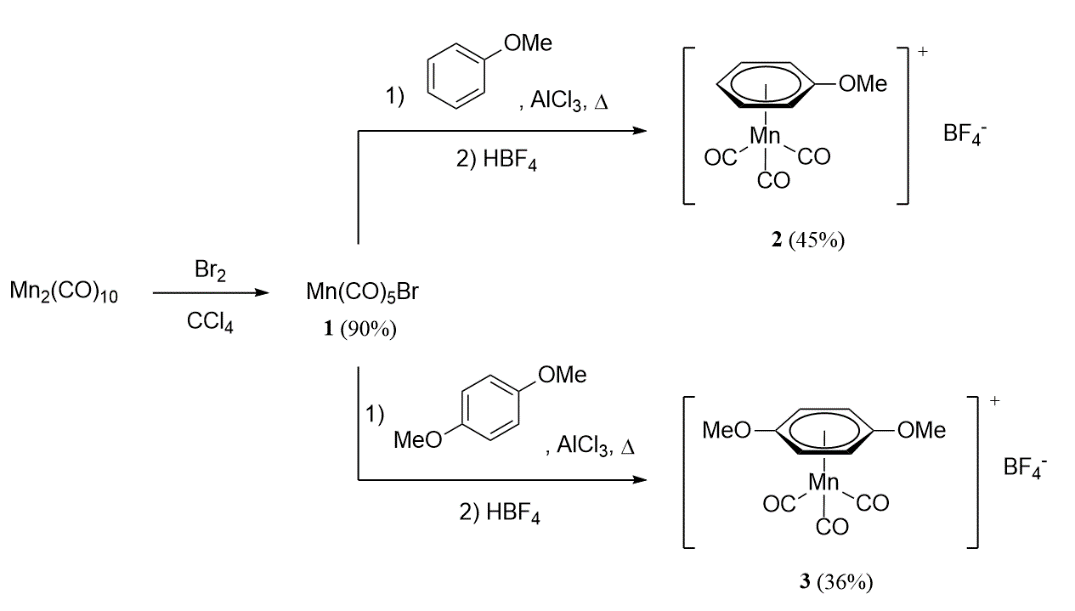 OMe
1)
, AlCl3, Δ
2) HBF4
OMe
Mn
OC CO
CO
+
BF4-
2 (45%)
Mn2(CO)10
Br2
CCl4
Mn(CO)5Br
1 (90%)
1)
OMe
MeO
, AlCl3, Δ
2) HBF4
MeO OMe
Mn
OC CO
CO
+
BF4-
3 (36%)